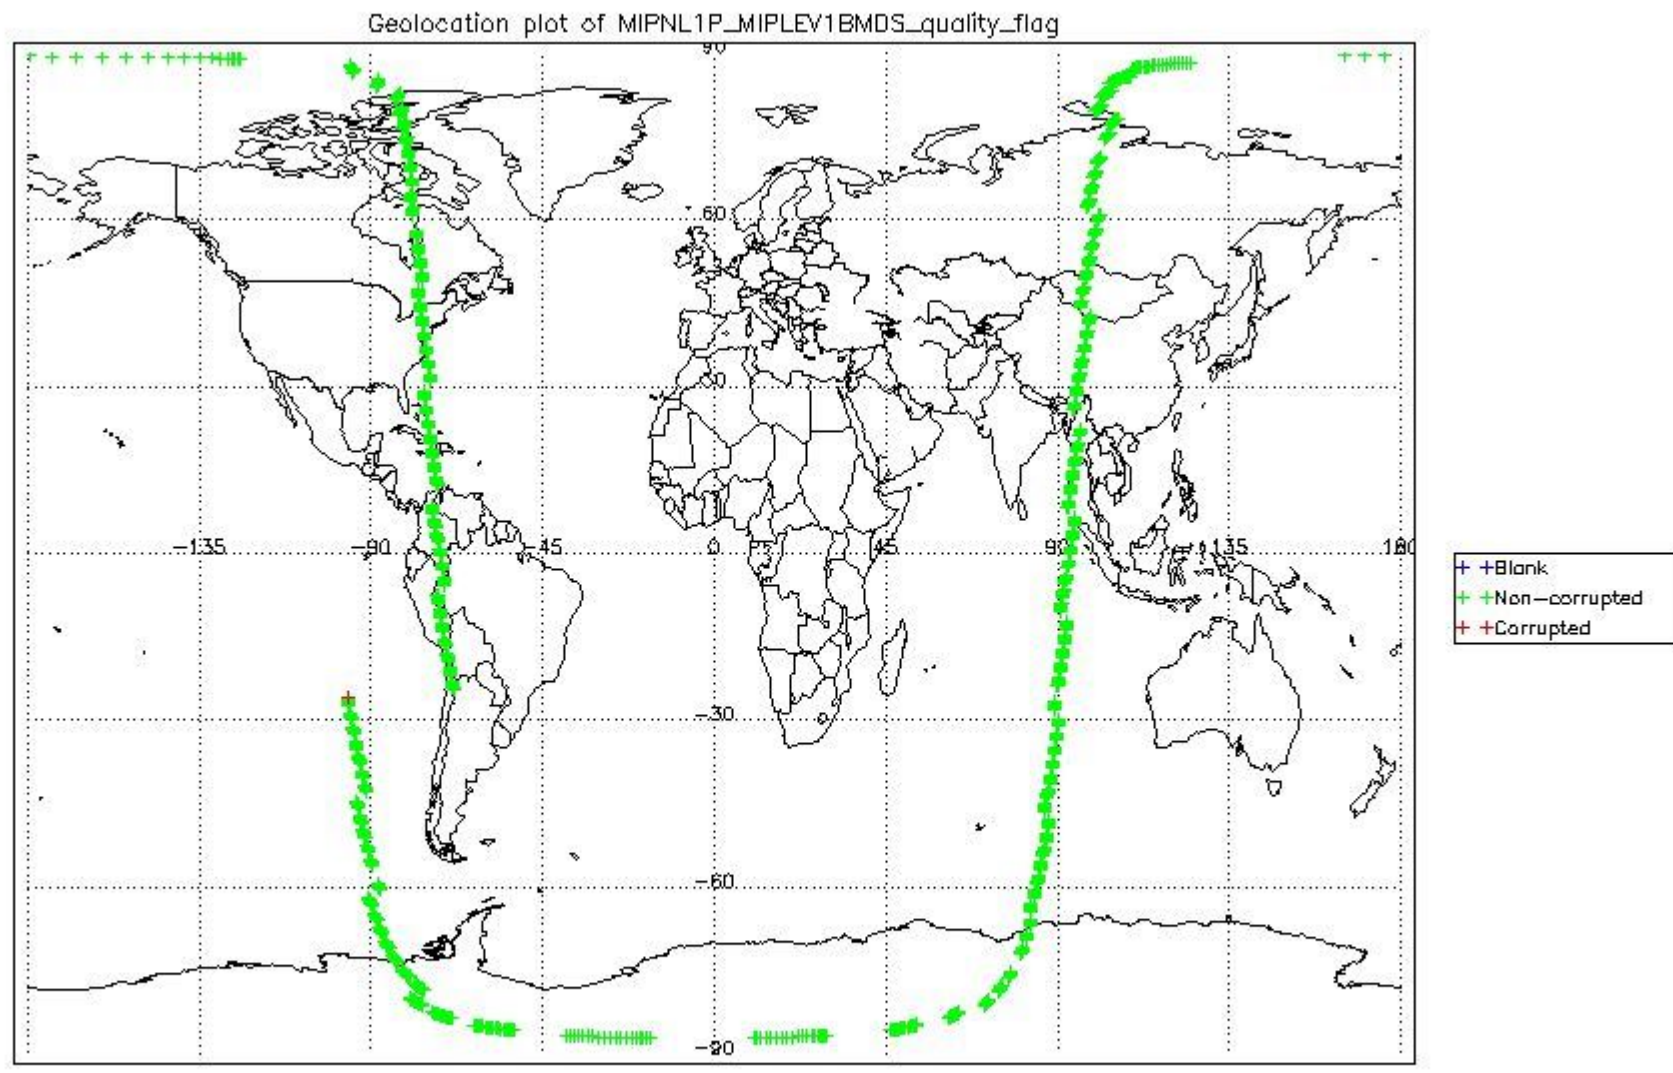 Geolocation plot of MIPNL1P_MIPLEV1BMDS_quality_flag
90
60
30
-135 -90 -45 0 45 90 135 180
-30
-60
-90
Blank
Non-corrupted
Corrupted